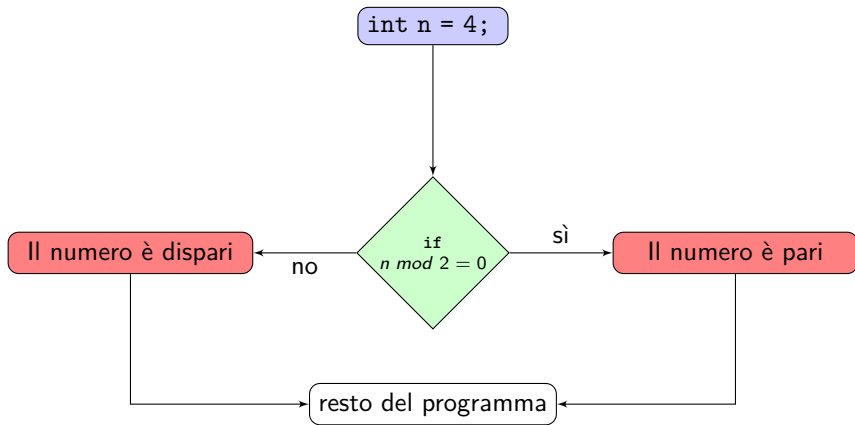 int n = 4;
if
n mod 2 = 0
Il numero è dispari
no
sì
Il numero è pari
resto del programma